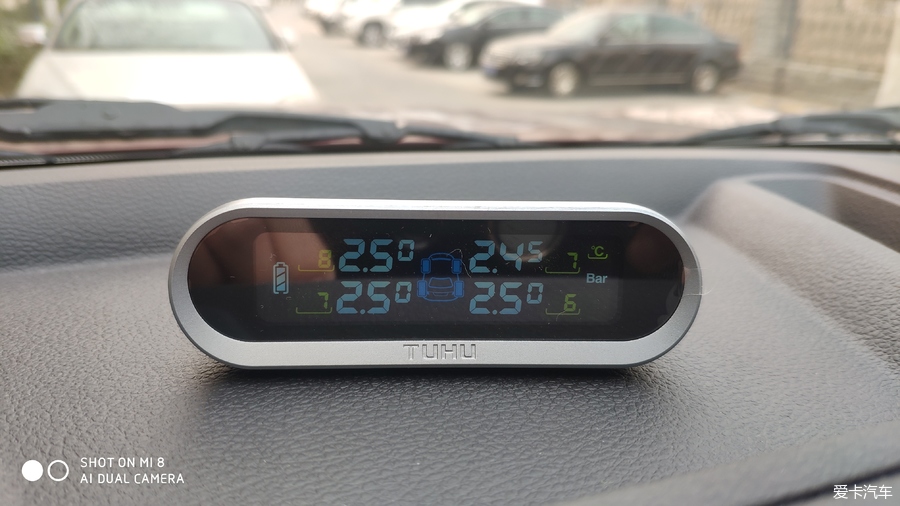 8 2.50 2.45 7 °C
Bar
7 2.50 2.50 6
TUHU
SHOT ON MI 8
AI DUAL CAMERA
爱卡汽车